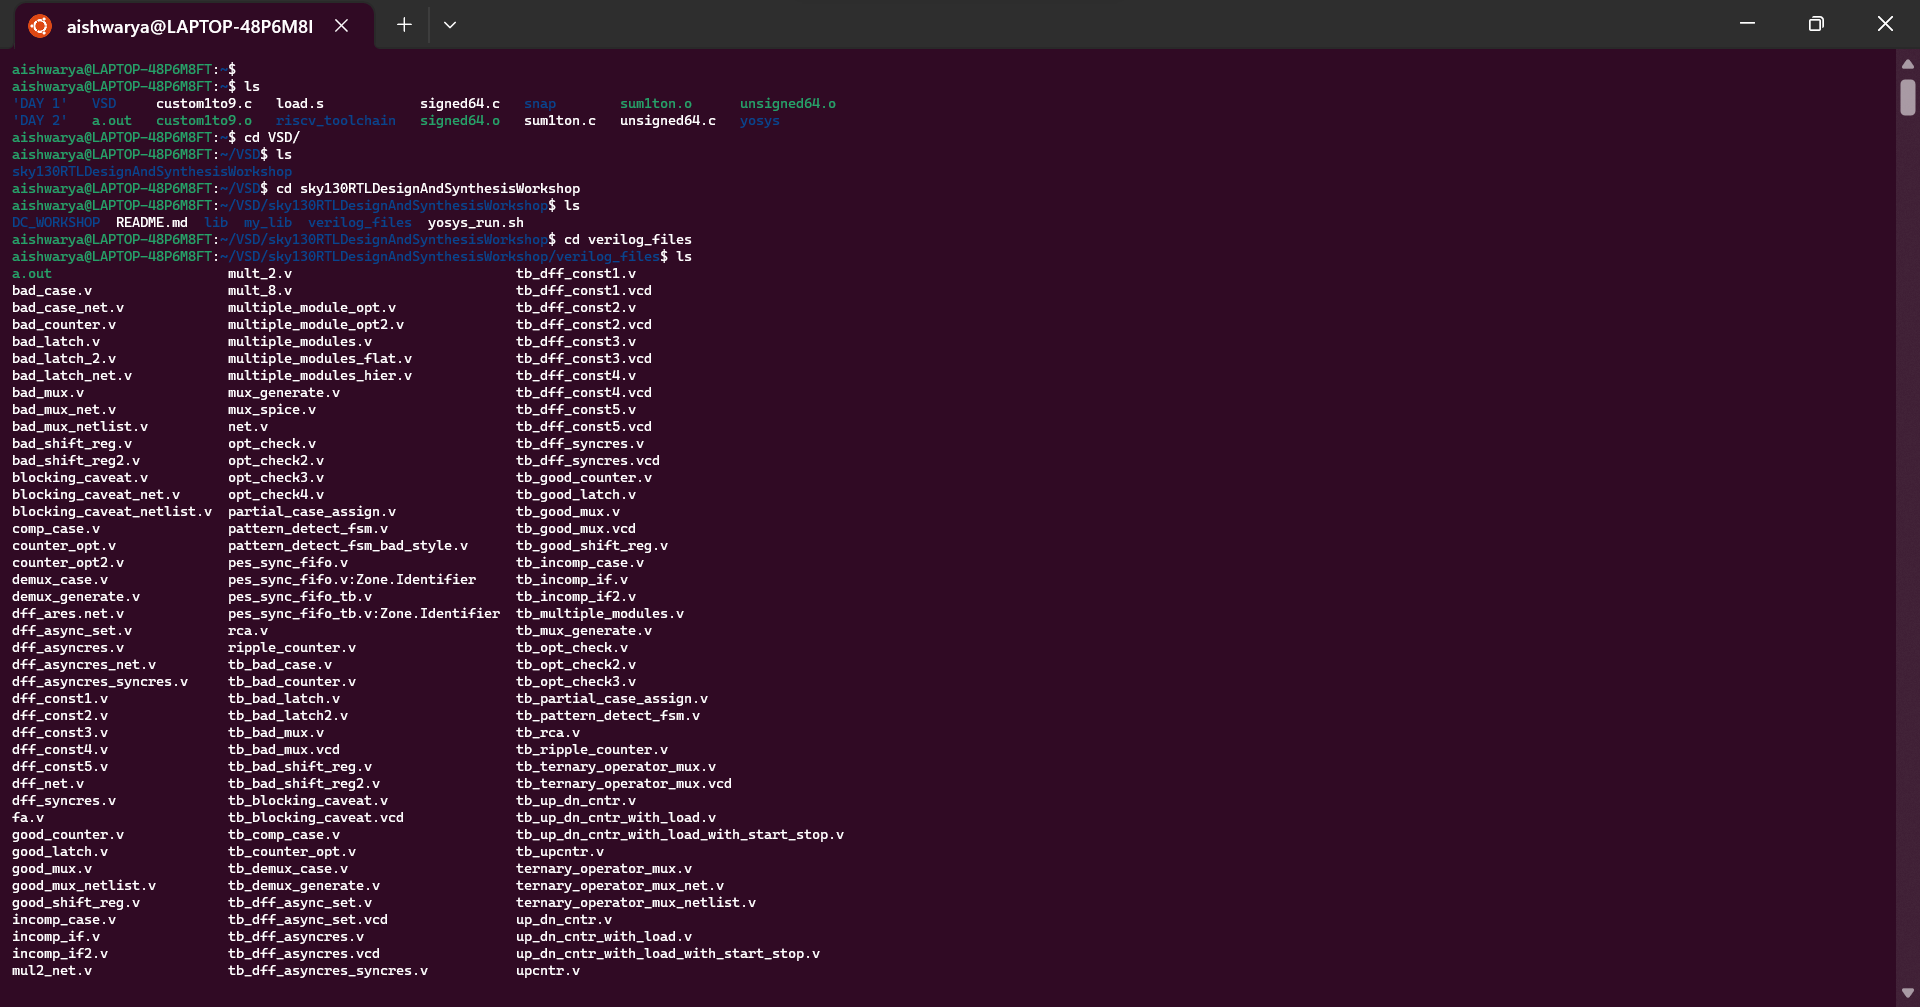 aishwarya@LAPTOP-48P6M8I
aishwarya@LAPTOP-48P6M8FT:~$
aishwarya@LAPTOP-48P6M8FT:~$ ls
'DAY 1' VSD custom1to9.c load.s signed64.c snap sum1ton.o unsigned64.o
'DAY 2' a.out custom1to9.o riscv_toolchain signed64.o sum1ton.c unsigned64.c yosys
aishwarya@LAPTOP-48P6M8FT:~$ cd VSD/
aishwarya@LAPTOP-48P6M8FT:~/VSD$ ls
sky130RTLDesignAndSynthesisWorkshop
aishwarya@LAPTOP-48P6M8FT:~/VSD$ cd sky130RTLDesignAndSynthesisWorkshop
aishwarya@LAPTOP-48P6M8FT:~/VSD/sky130RTLDesignAndSynthesisWorkshop$ ls
DC_WORKSHOP README.md lib my_lib verilog_files yosys_run.sh
aishwarya@LAPTOP-48P6M8FT:~/VSD/sky130RTLDesignAndSynthesisWorkshop$ cd verilog_files
aishwarya@LAPTOP-48P6M8FT:~/VSD/sky130RTLDesignAndSynthesisWorkshop/verilog_files$ ls
a.out mult_2.v tb_dff_const1.v
bad_case.v mult_8.v tb_dff_const1.vcd
bad_case_net.v multiple_module_opt.v tb_dff_const2.v
bad_counter.v multiple_module_opt2.v tb_dff_const2.vcd
bad_latch.v multiple_modules.v tb_dff_const3.v
bad_latch_2.v multiple_modules_flat.v tb_dff_const3.vcd
bad_latch_net.v multiple_modules_hier.v tb_dff_const4.v
bad_mux.v mux_generate.v tb_dff_const4.vcd
bad_mux_net.v mux_spice.v tb_dff_const5.v
bad_mux_netlist.v net.v tb_dff_const5.vcd
bad_shift_reg.v opt_check.v tb_dff_syncres.v
bad_shift_reg2.v opt_check2.v tb_dff_syncres.vcd
blocking_caveat.v opt_check3.v tb_good_counter.v
blocking_caveat_net.v opt_check4.v tb_good_latch.v
blocking_caveat_netlist.v partial_case_assign.v tb_good_mux.v
comp_case.v pattern_detect_fsm.v tb_good_mux.vcd
counter_opt.v pattern_detect_fsm_bad_style.v tb_good_shift_reg.v
counter_opt2.v pes_sync_fifo.v tb_incomp_case.v
demux_case.v pes_sync_fifo.v:Zone.Identifier tb_incomp_if.v
demux_generate.v pes_sync_fifo_tb.v tb_incomp_if2.v
dff_ares.net.v pes_sync_fifo_tb.v:Zone.Identifier tb_multiple_modules.v
dff_async_set.v rca.v tb_mux_generate.v
dff_asyncres.v ripple_counter.v tb_opt_check.v
dff_asyncres_net.v tb_bad_case.v tb_opt_check2.v
dff_asyncres_syncres.v tb_bad_counter.v tb_opt_check3.v
dff_const1.v tb_bad_latch.v tb_partial_case_assign.v
dff_const2.v tb_bad_latch2.v tb_pattern_detect_fsm.v
dff_const3.v tb_bad_mux.v tb_rca.v
dff_const4.v tb_bad_mux.vcd tb_ripple_counter.v
dff_const5.v tb_bad_shift_reg.v tb_ternary_operator_mux.v
dff_net.v tb_bad_shift_reg2.v tb_ternary_operator_mux.vcd
dff_syncres.v tb_blocking_caveat.v tb_up_dn_cntr.v
fa.v tb_blocking_caveat.vcd tb_up_dn_cntr_with_load.v
good_counter.v tb_comp_case.v tb_up_dn_cntr_with_load_with_start_stop.v
good_latch.v tb_counter_opt.v tb_upcntr.v
good_mux.v tb_demux_case.v ternary_operator_mux.v
good_mux_netlist.v tb_demux_generate.v ternary_operator_mux_net.v
good_shift_reg.v tb_dff_async_set.v ternary_operator_mux_netlist.v
incomp_case.v tb_dff_async_set.vcd up_dn_cntr.v
incomp_if.v tb_dff_asyncres.v up_dn_cntr_with_load.v
incomp_if2.v tb_dff_asyncres.vcd up_dn_cntr_with_load_with_start_stop.v
mul2_net.v tb_dff_asyncres_syncres.v upcntr.v